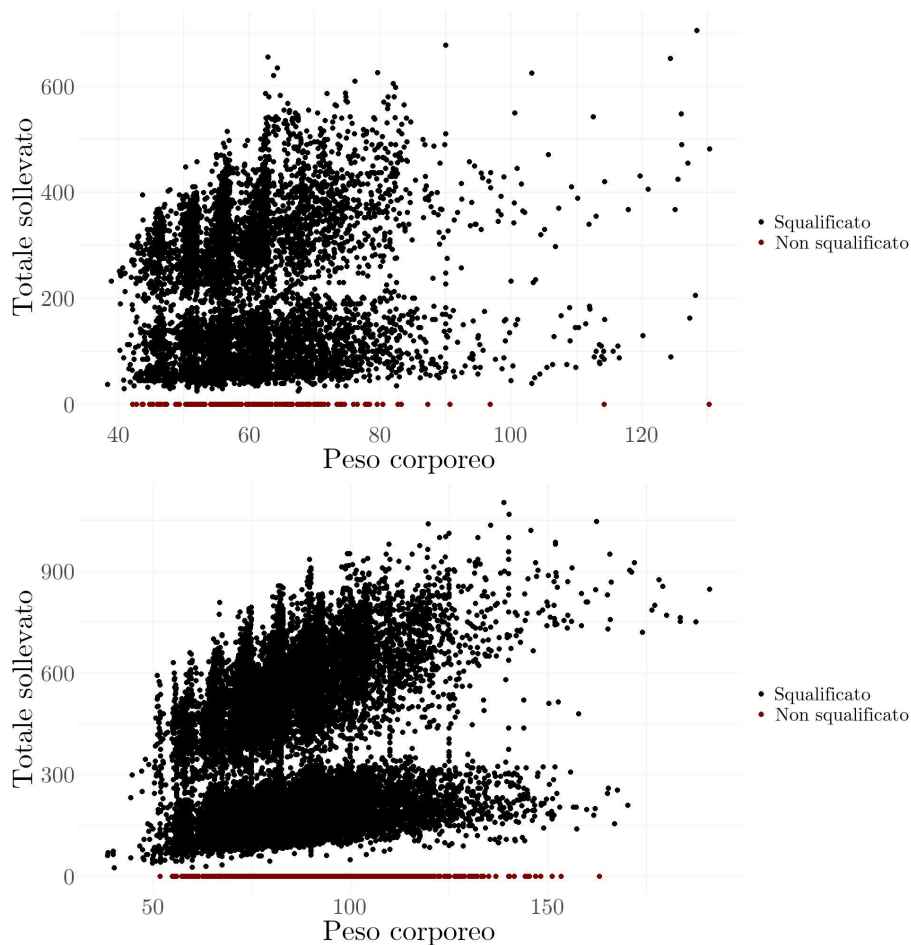 600
400
200
0
Totale sollevato
40
60
80
100
120
Peso corporeo
Squalificato
Non squalificato
900
600
300
0
Totale sollevato
50
100
150
Peso corporeo
Squalificato
Non squalificato